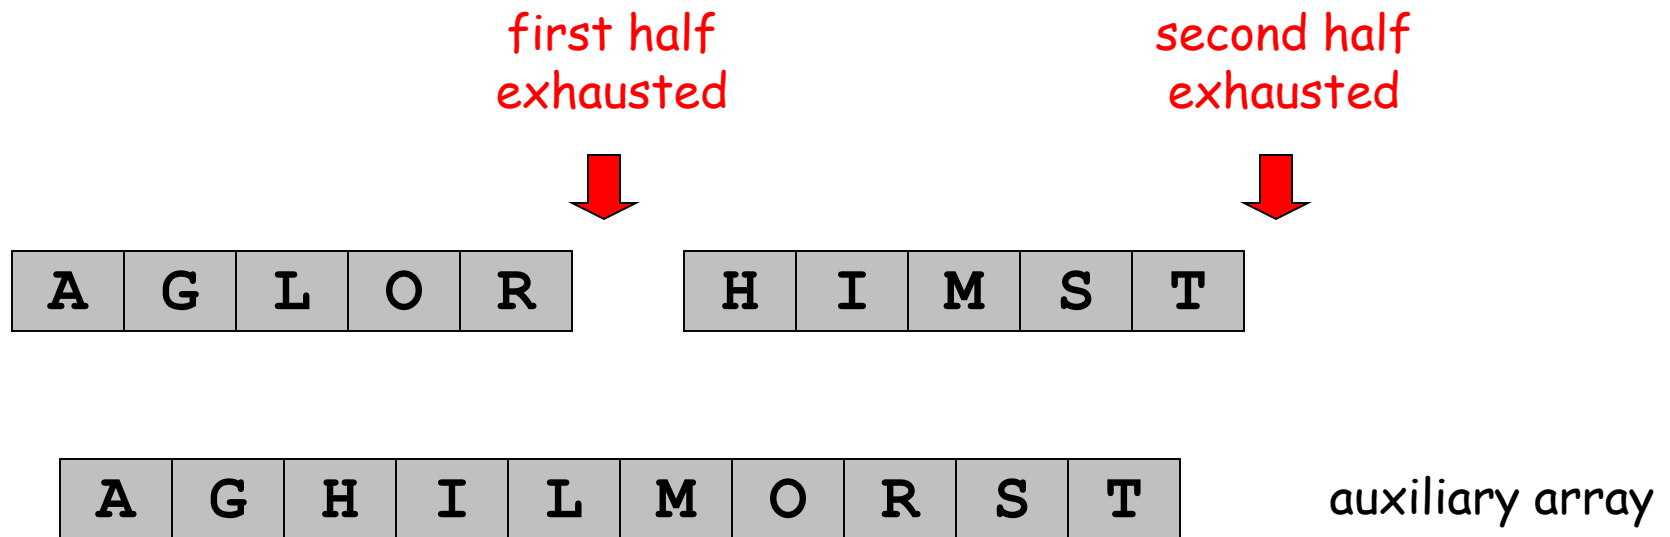 first half
exhausted
second half
exhausted
A G L O R
H I M S T
A G H I L M O R S T
auxiliary array